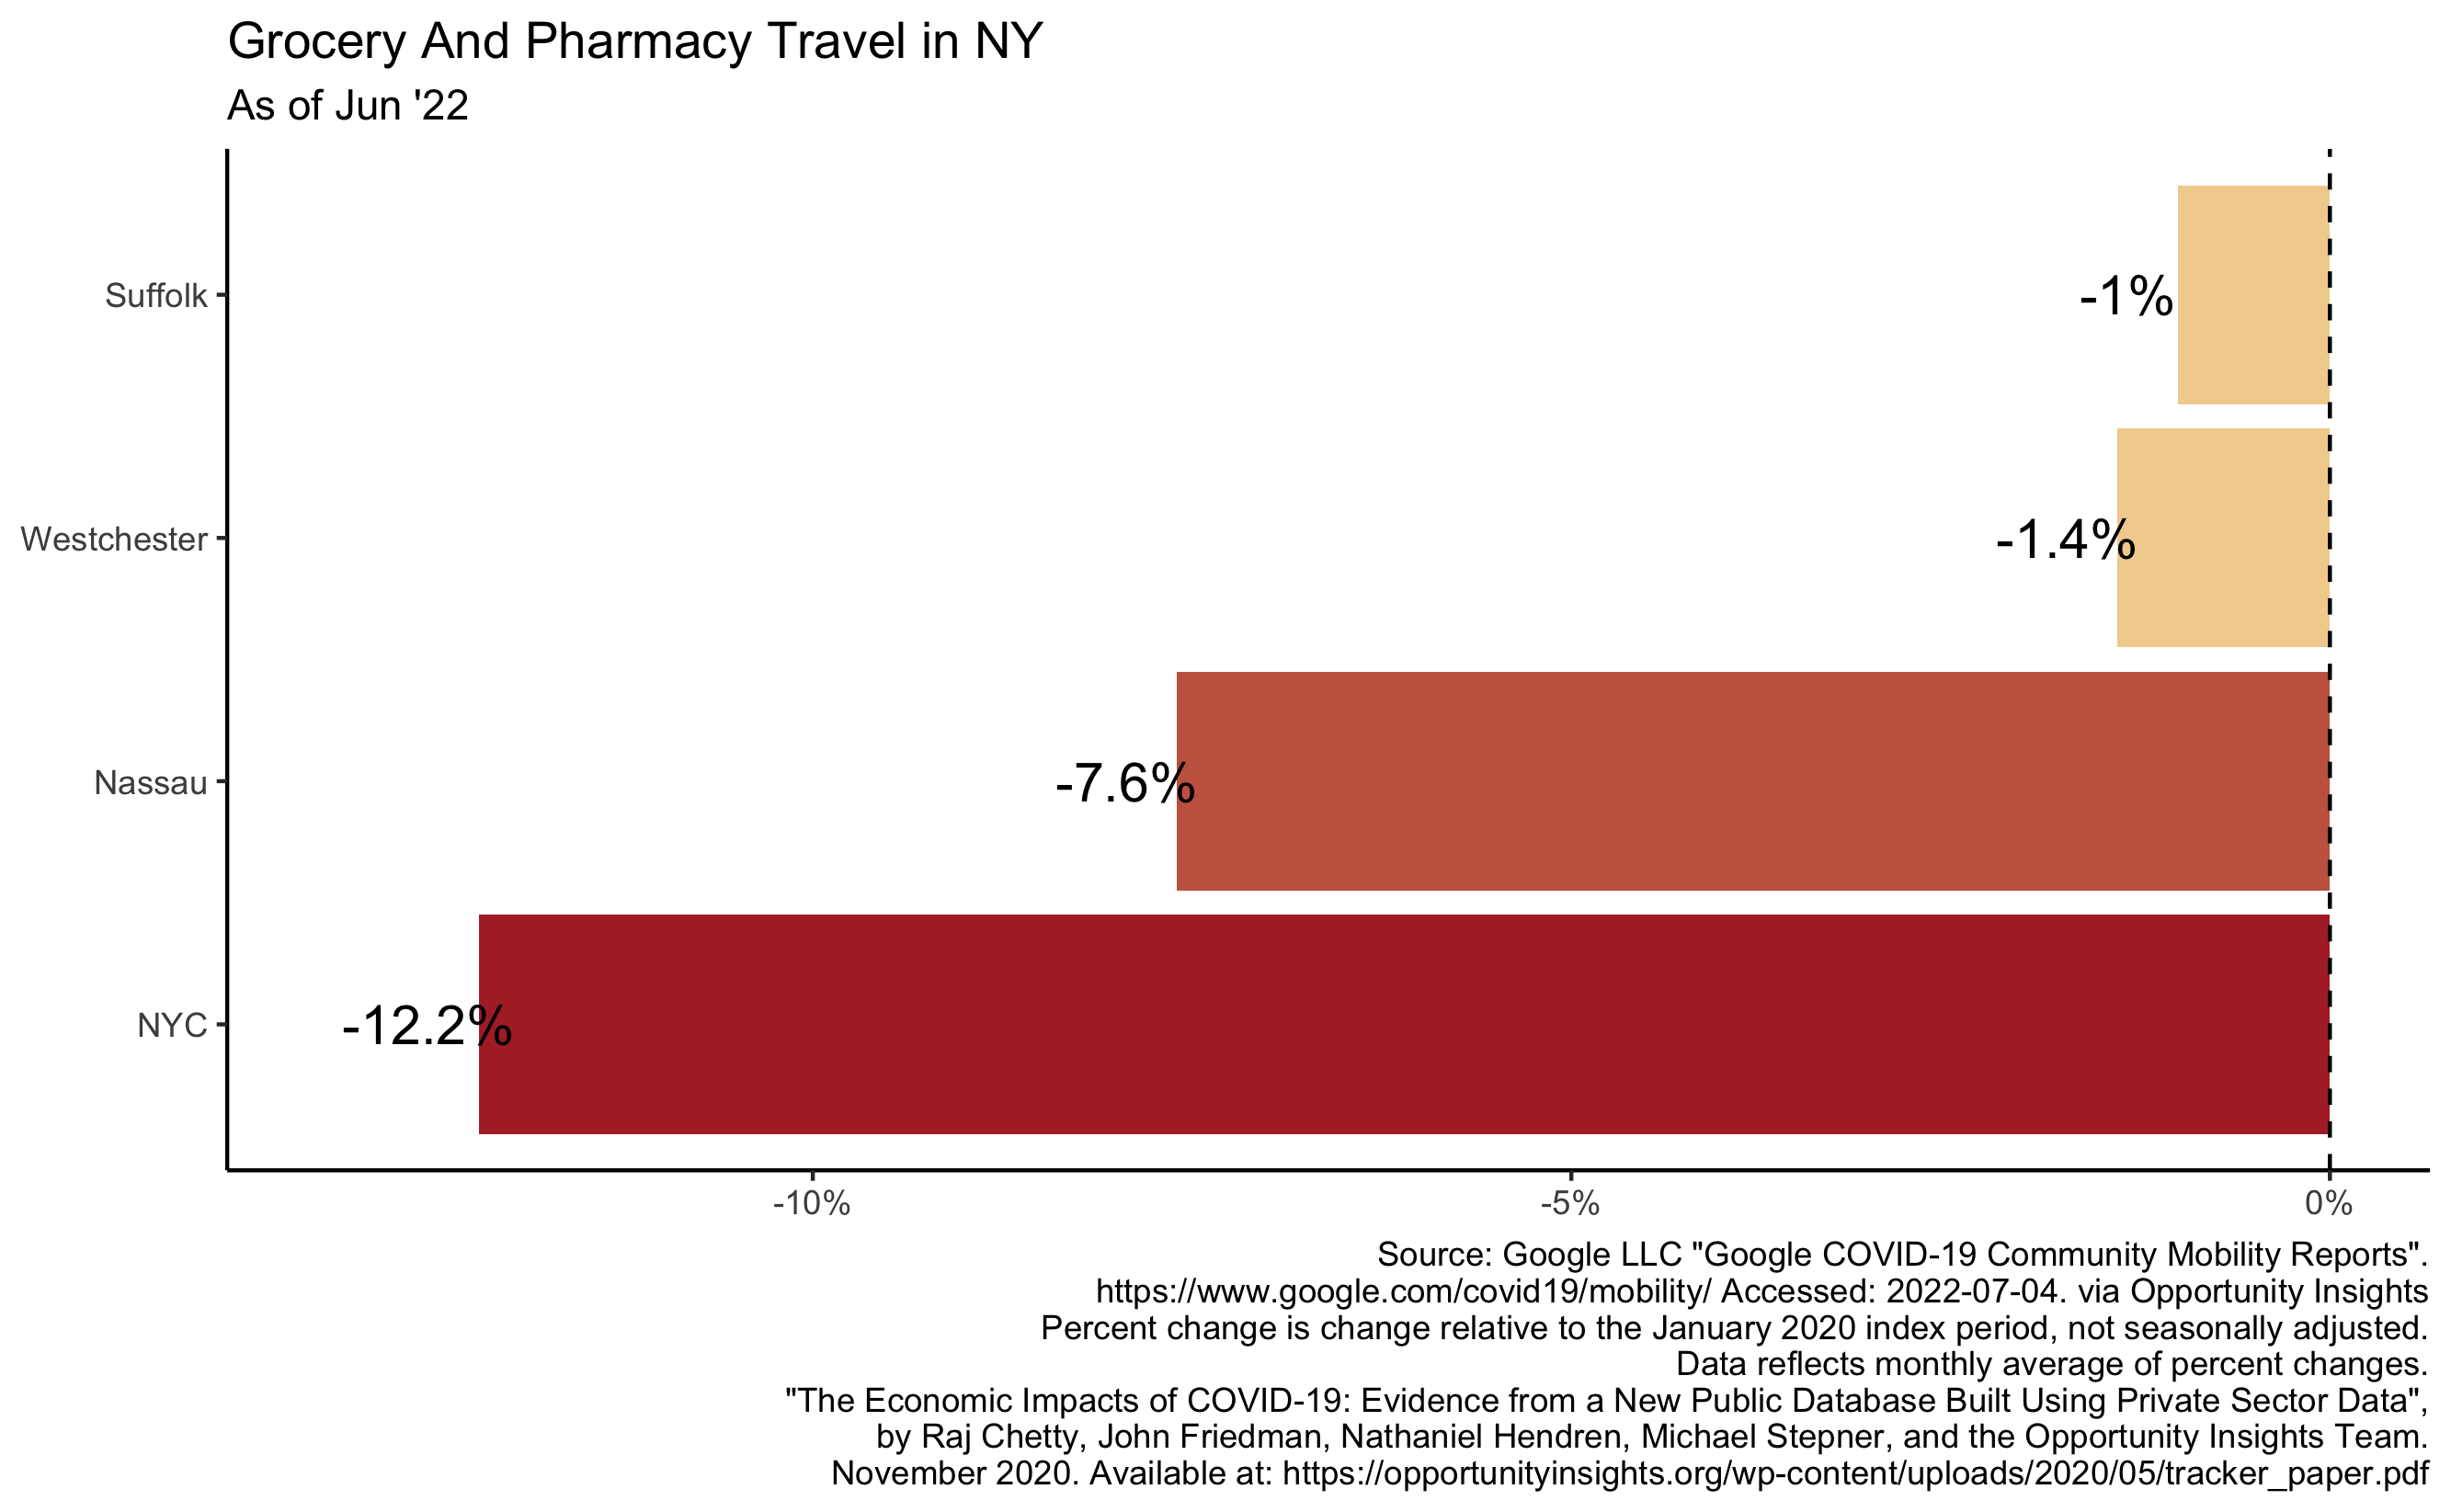 Grocery And Pharmacy Travel in NY
As of Jun '22
Suffolk
-1%
Westchester
-1.4%
Nassau
-7.6%
NYC
-12.2%
-10%
-5%
0%
Source: Google LLC "Google COVID-19 Community Mobility Reports".
https://www.google.com/covid19/mobility/ Accessed: 2022-07-04. via Opportunity Insights
Percent change is change relative to the January 2020 index period, not seasonally adjusted.
Data reflects monthly average of percent changes.
"The Economic Impacts of COVID-19: Evidence from a New Public Database Built Using Private Sector Data",
by Raj Chetty, John Friedman, Nathaniel Hendren, Michael Stepner, and the Opportunity Insights Team.
November 2020. Available at: https://opportunityinsights.org/wp-content/uploads/2020/05/tracker_paper.pdf